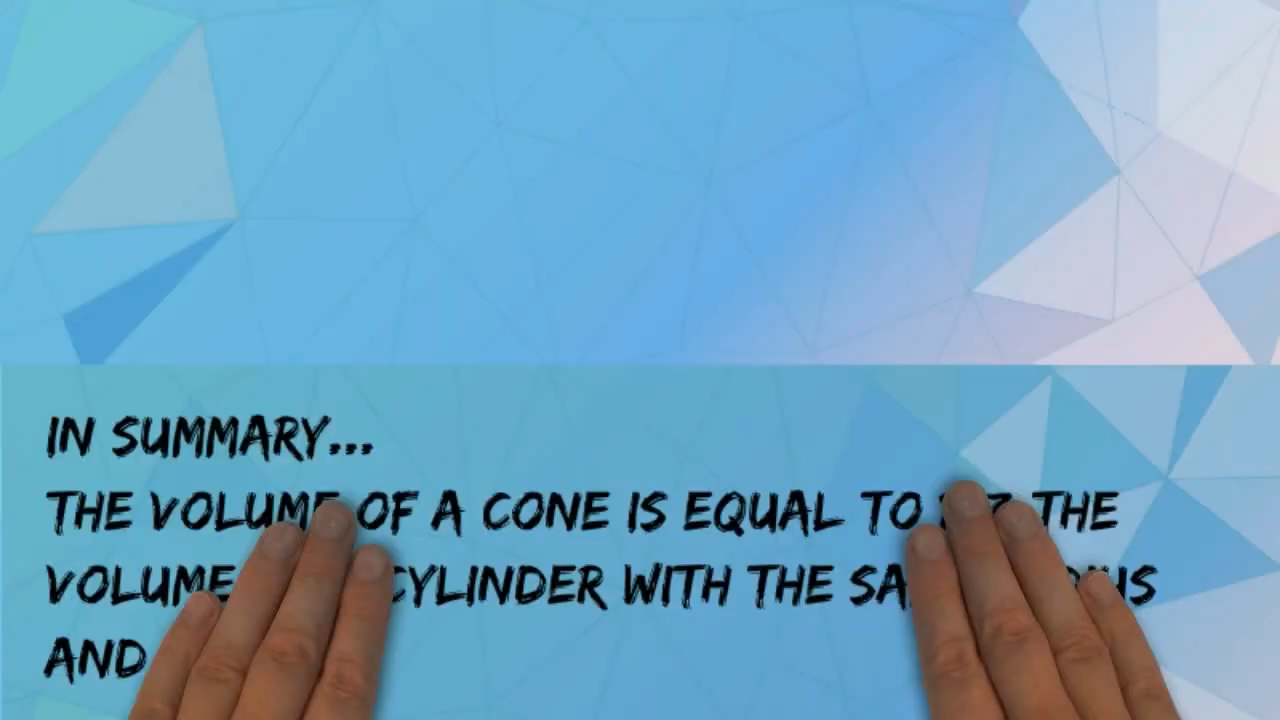 IN SUMMARY...
THE VOLUME OF A CONE IS EQUAL TO THE
VOLUME CYLINDER WITH THE
AND